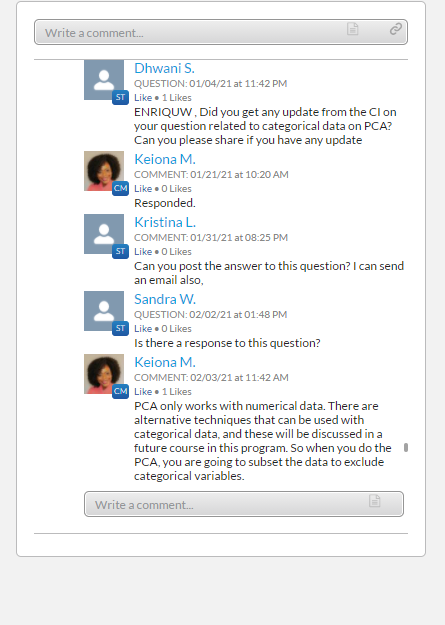 Write a comment...
Dhwani S.
QUESTION: 01/04/21 at 11:42 PM
ST
Like • 1 Likes
ENRIQUW , Did you get any update from the CI on
your question related to categorical data on PCA?
Can you please share if you have any update
Keiona M.
COMMENT: 01/21/21 at 10:20 AM
CM
Like • 0 Likes
Responded.
Kristina L.
COMMENT: 01/31/21 at 08:25 PM
ST
Like • 0 Likes
Can you post the answer to this question? I can send
an email also,
Sandra W.
QUESTION: 02/02/21 at 01:48 PM
ST
Like • 0 Likes
Is there a response to this question?
Keiona M.
COMMENT: 02/03/21 at 11:42 AM
CM
Like • 1 Likes
PCA only works with numerical data. There are
alternative techniques that can be used with
categorical data, and these will be discussed in a
future course in this program. So when you do the
PCA, you are going to subset the data to exclude
categorical variables.
Write a comment...